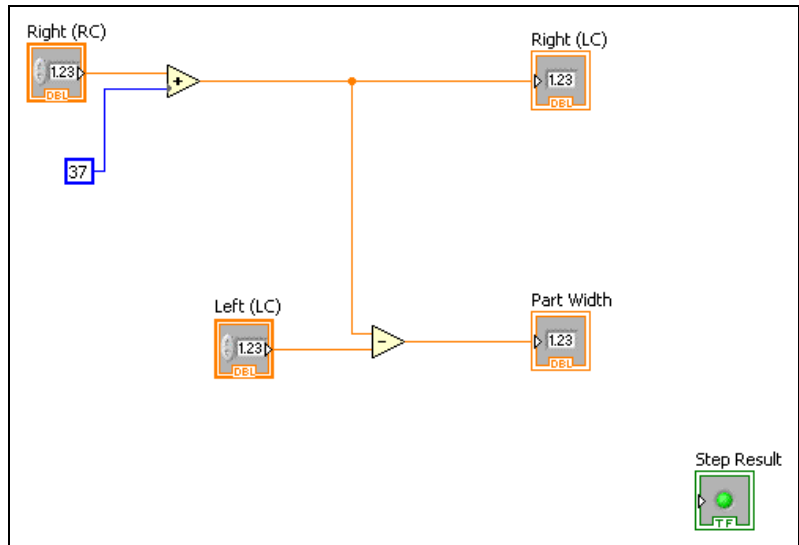 Right (RC)
1.23
DBL
+
Right (LC)
1.23
DBL
37
Left (LC)
1.23
DBL
-
Part Width
1.23
DBL
Step Result
TF